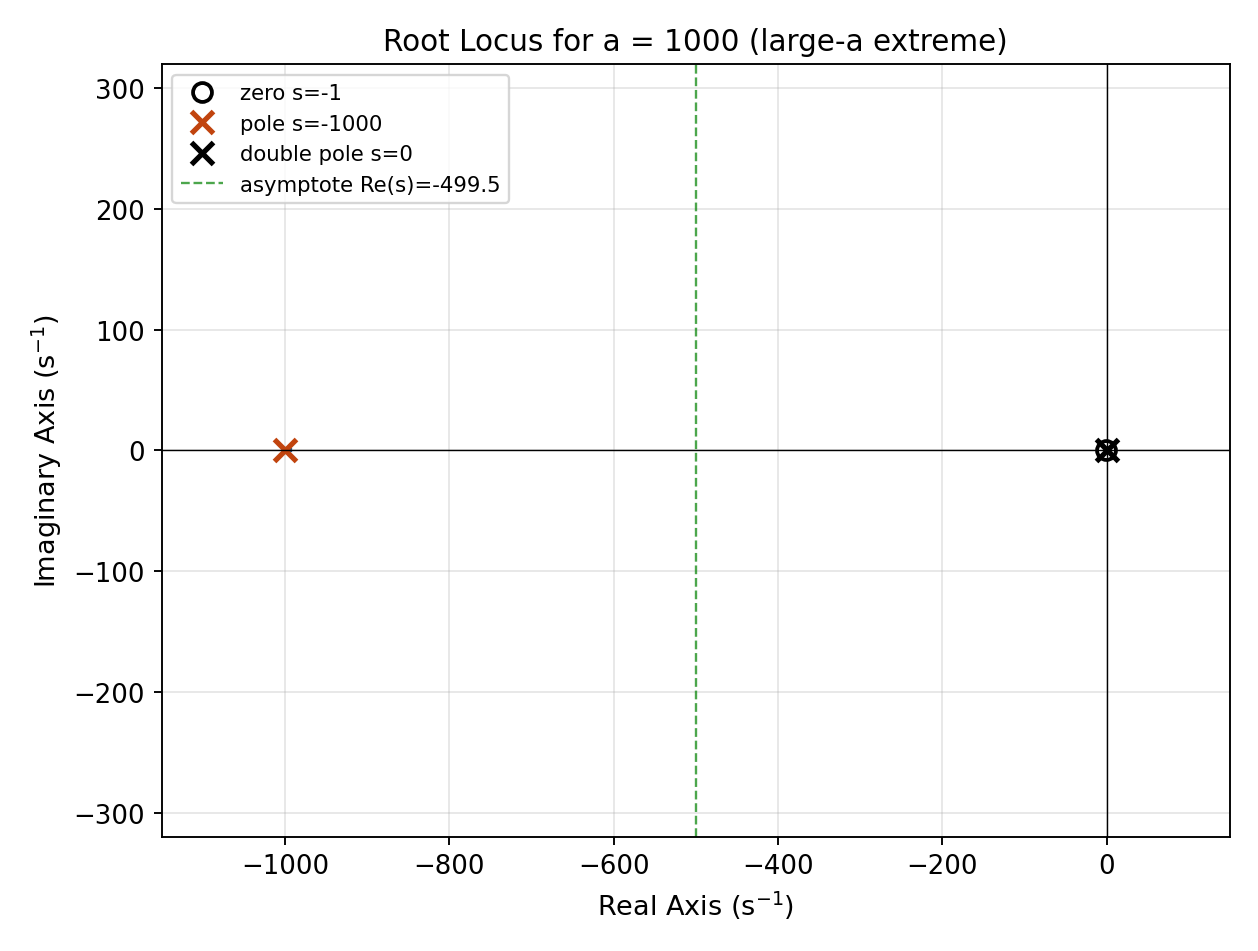 Root Locus for a = 1000 (large-a extreme)
zero s=-1
pole s=-1000
double pole s=0
asymptote Re(s)=-499.5
300
200
100
0
−100
−200
−300
Imaginary Axis (s⁻¹)
−1000 −800 −600 −400 −200 0
Real Axis (s⁻¹)